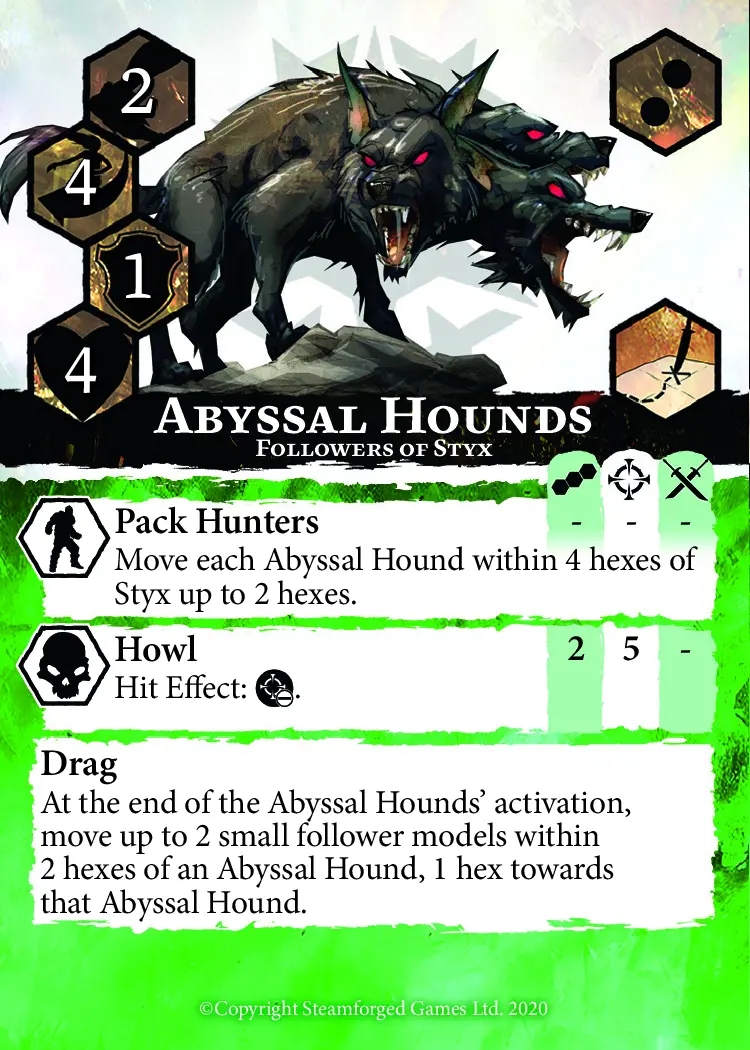 2
4
1
4
Abyssal Hounds
Followers of Styx
Pack Hunters - - -
Move each Abyssal Hound within 4 hexes of
Styx up to 2 hexes.
Howl 2 5 -
Hit Effect: .
Drag
At the end of the Abyssal Hounds’ activation,
move up to 2 small follower models within
2 hexes of an Abyssal Hound, 1 hex towards
that Abyssal Hound.
©Copyright Steamforged Games Ltd. 2020